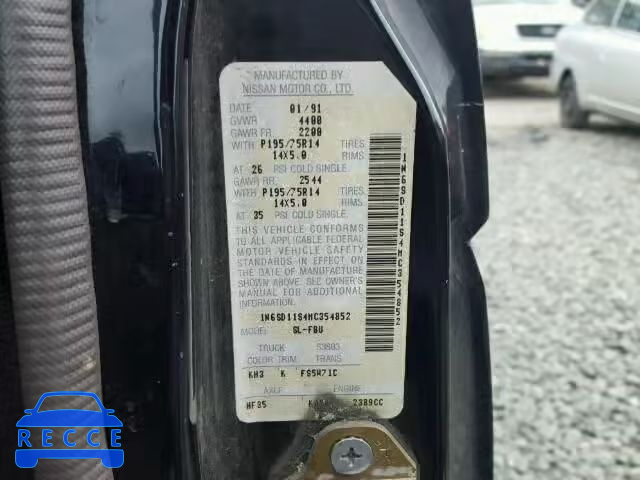 MANUFACTURED BY
NISSAN MOTOR CO., LTD.
DATE 01/91
GVWR 4400
GAWR FR 2200
WITH P195/75R14 TIRES
14X5.0 RIMS
AT 26 PSI COLD SINGLE.
GAWR RR. 2544
WITH P195/75R14 TIRES
14X5.0 RIMS
AT 35 PSI COLD SINGLE.
THIS VEHICLE CONFORMS
TO ALL APPLICABLE FEDERAL
MOTOR VEHICLE SAFETY
STANDARDS IN EFFECT ON
THE DATE OF MANUFACTURE
SHOWN ABOVE. SEE OWNER'S
MANUAL FOR ADDITIONAL
INFORMATION.
1N6SD11S4MC354852
GL-FBU
TRUCK
COLOR TRIM TRANS
KH3 K FS5W71C
AXLE ENGINE
HF35 2389CC
1N6SD11S4MC354852
RECCE